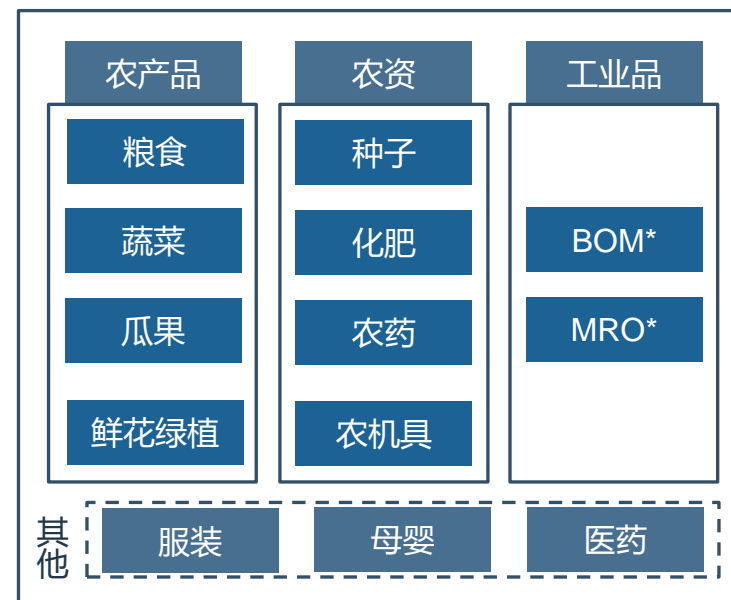 农产品
农资
工业品
粮食
种子
蔬菜
化肥
BOM*
瓜果
农药
MRO*
鲜花绿植
农机具
其他
服装
母婴
医药